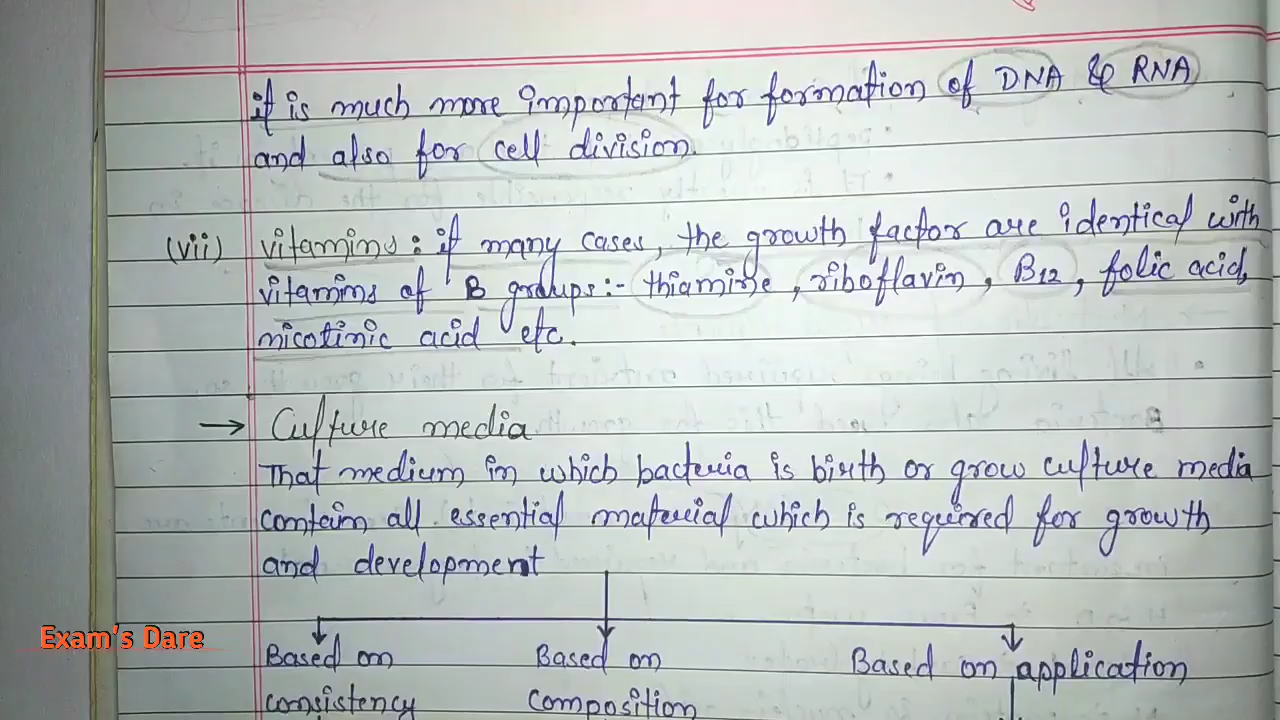 it is much more important for formation of DNA & RNA
and also for cell division.
(vii) vitamins : if many cases, the growth factor are identical with
vitamins of B groups:- thiamine, riboflavin, B12, folic acid,
nicotinic acid etc.
→ Culture media
That medium in which bacteria is birth or grow culture media
contain all essential material which is required for growth
and development
Exam's Dare
Based on consistency
Based on composition
Based on application